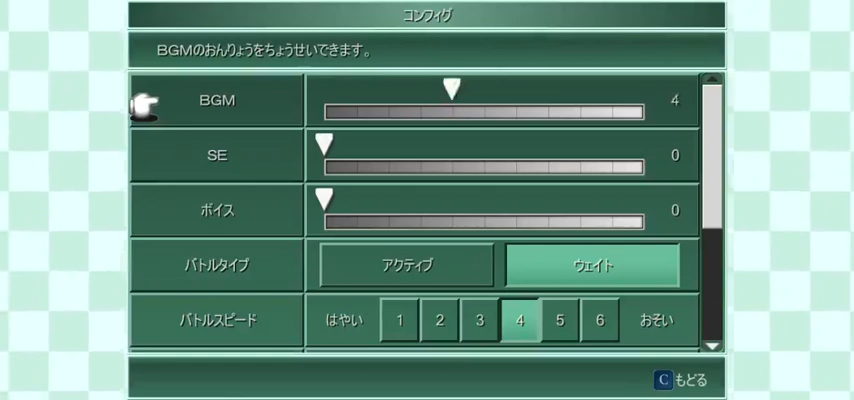 コンフィグ
BGMのおんりょうをちょうせいできます。
BGM 4
SE 0
ボイス 0
バトルタイプ アクティブ ウェイト
バトルスピード はやい 1 2 3 4 5 6 おそい
C もどる